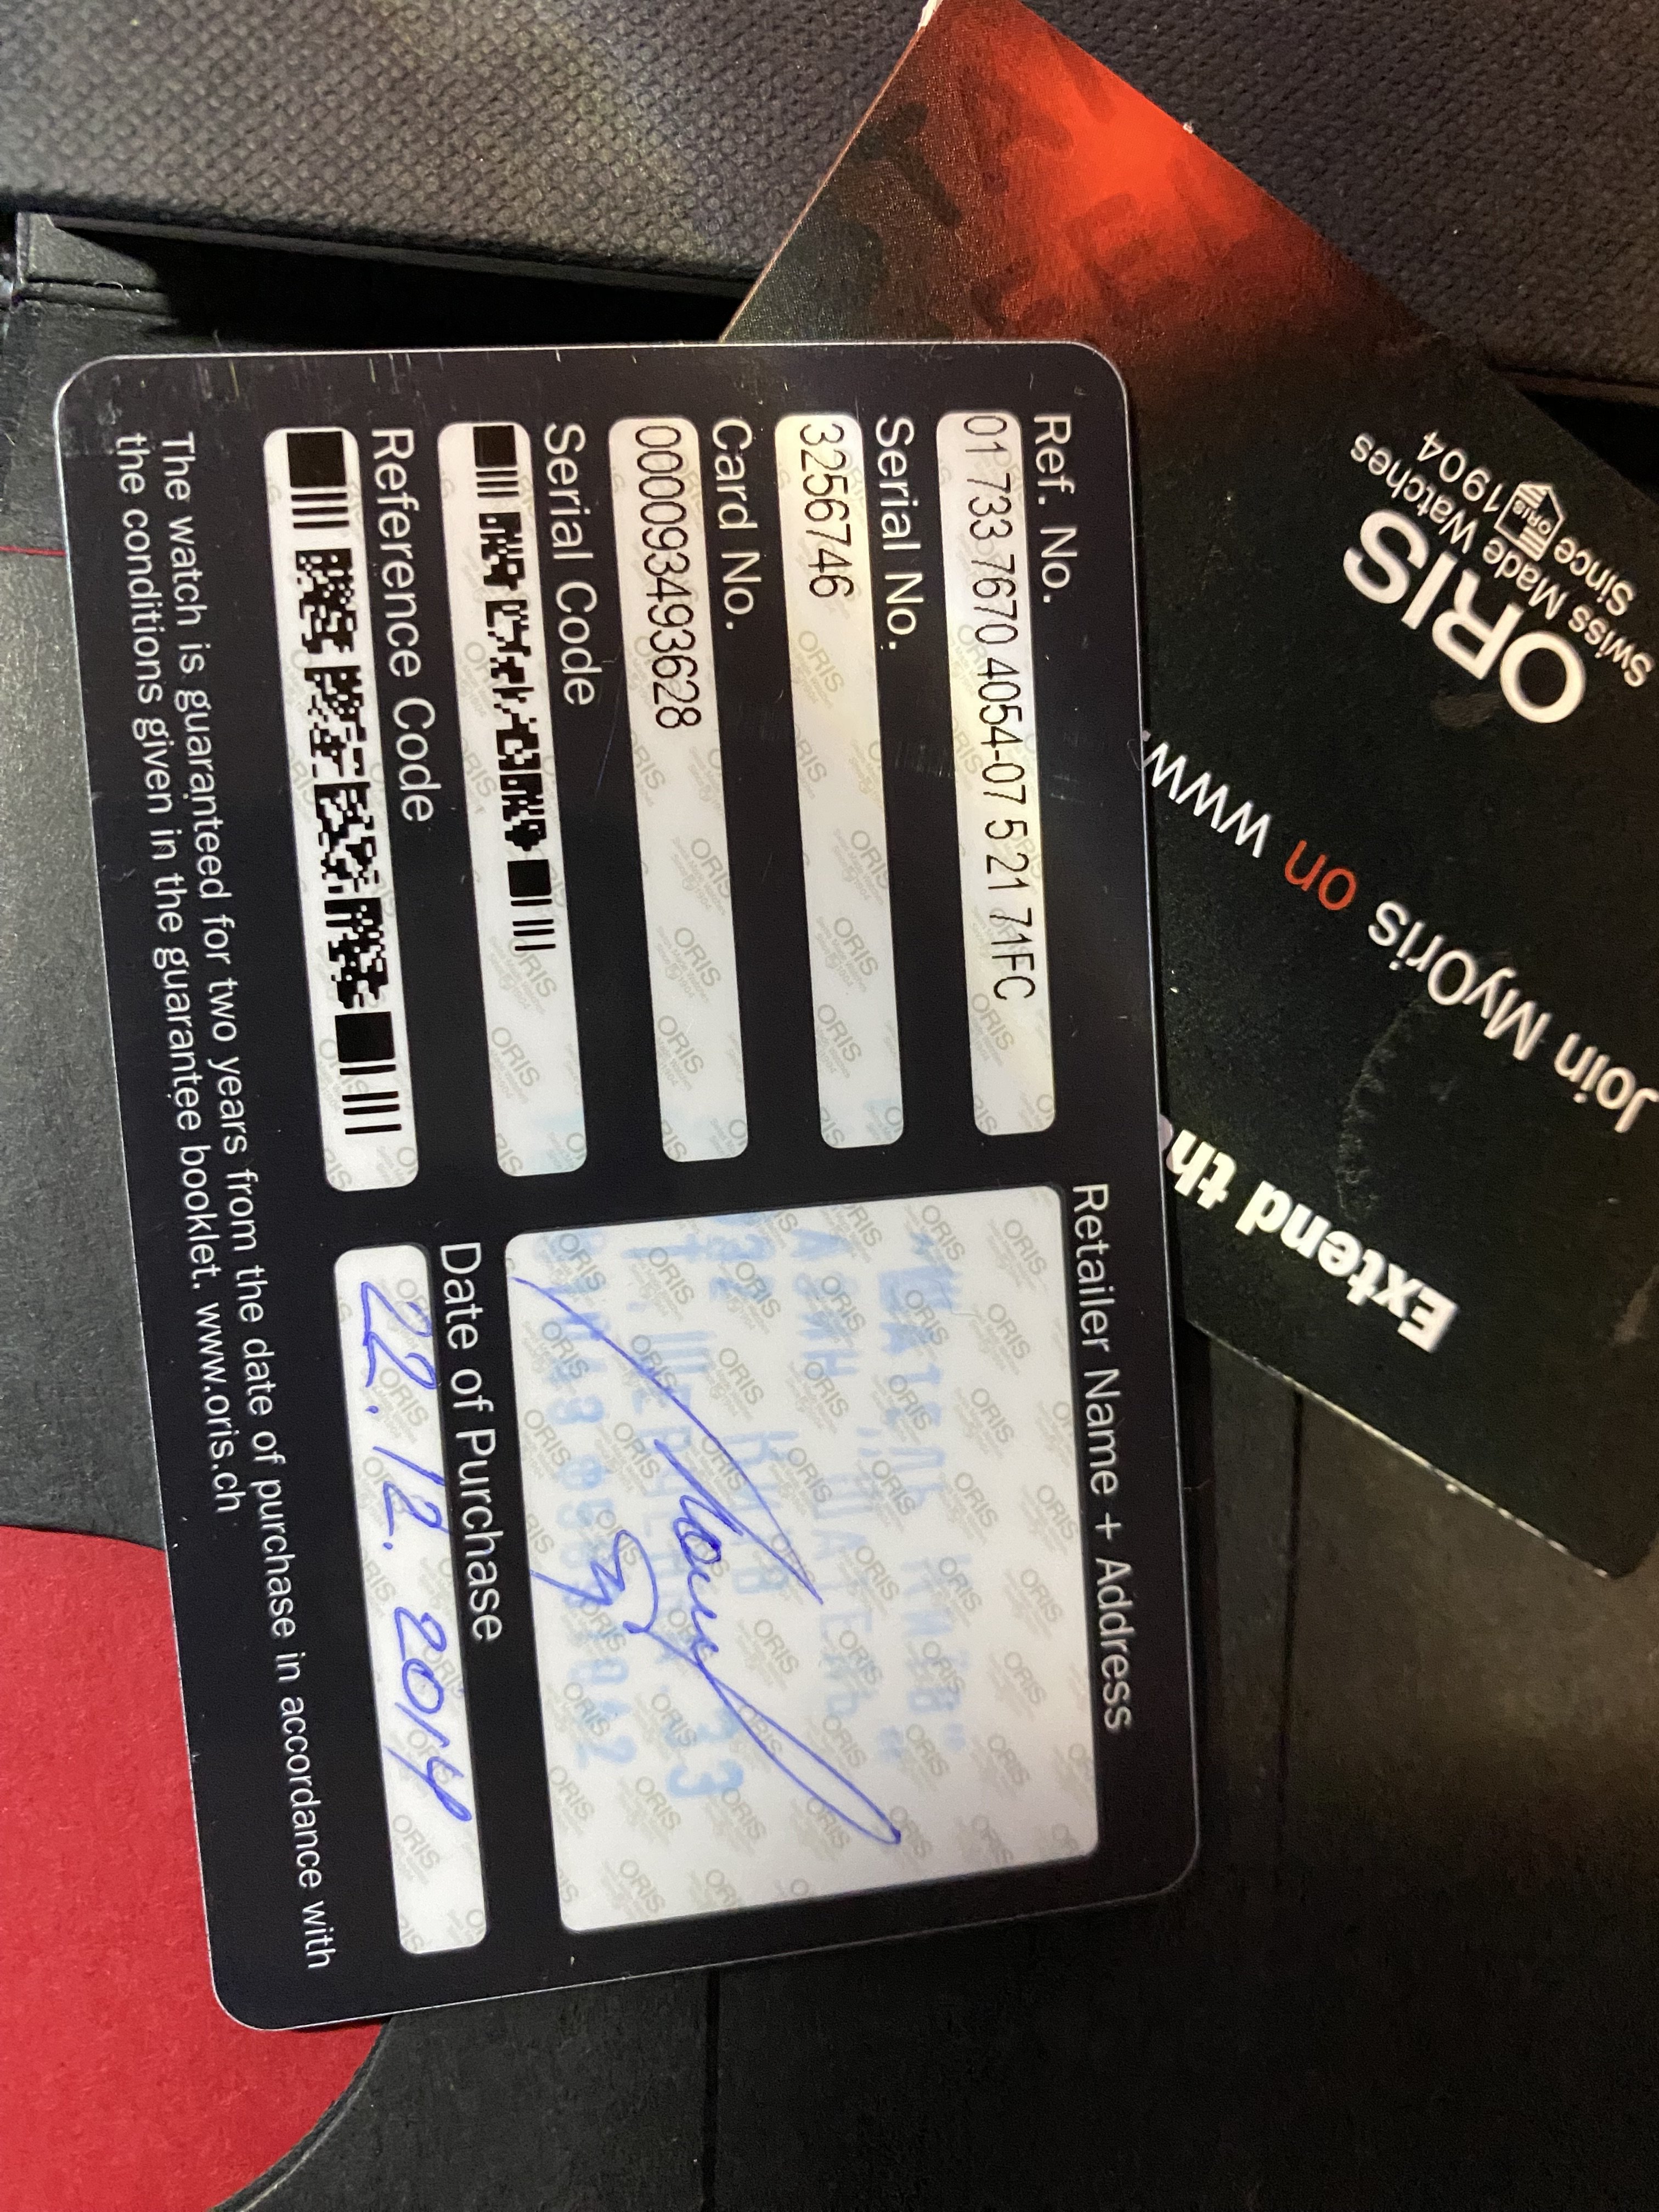 Ref. No.
01 733 7670 4054-07 5 21 71FC
Serial No.
32567746
Card No.
0000934936628
Serial Code
Reference Code
Retailer Name + Address
"КРИТЕРИЙ"
Date of Purchase
22.12.2014
The watch is guaranteed for two years from the date of purchase in accordance with
the conditions given in the guarantee booklet. www.oris.ch
ORIS
Swiss Made Watches
Since 1904
Join MyOris on www.
Extend th